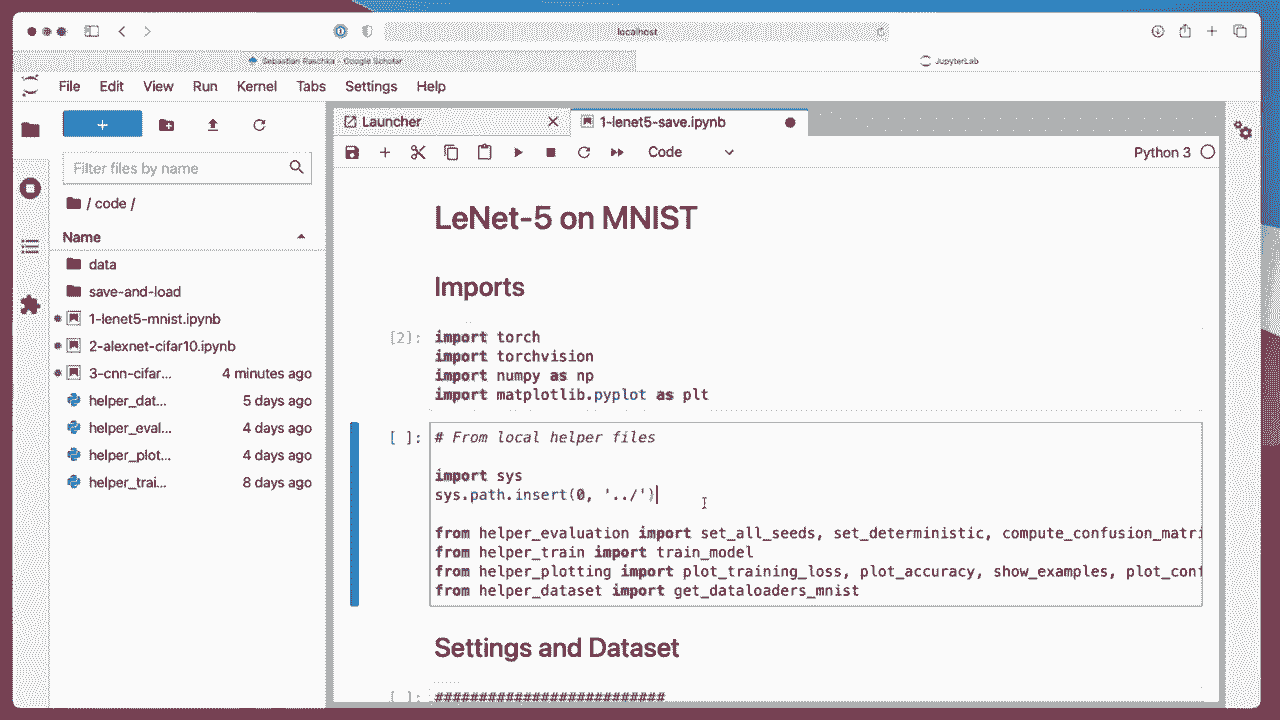 localhost
Sebastian Raschka - Google Scholar
JupyterLab
File Edit View Run Kernel Tabs Settings Help
+
Filter files by name
/ code /
Name
data
save-and-load
1-lenet5-mnist.ipynb
2-alexnet-cifar10.ipynb
3-cnn-cifar... 4 minutes ago
helper_dat... 5 days ago
helper_eval... 4 days ago
helper_plot... 4 days ago
helper_trai... 8 days ago
Launcher
1-lenet5-save.ipynb
Code
Python 3
LeNet-5 on MNIST
Imports
[2]: import torch
import torchvision
import numpy as np
import matplotlib.pyplot as plt
[ ]: # From local helper files
import sys
sys.path.insert(0, '../')
from helper_evaluation import set_all_seeds, set_deterministic, compute_confusion_matri
from helper_train import train_model
from helper_plotting import plot_training_loss, plot_accuracy, show_examples, plot_conf
from helper_dataset import get_dataloaders_mnist
Settings and Dataset
[ ]: ##########################